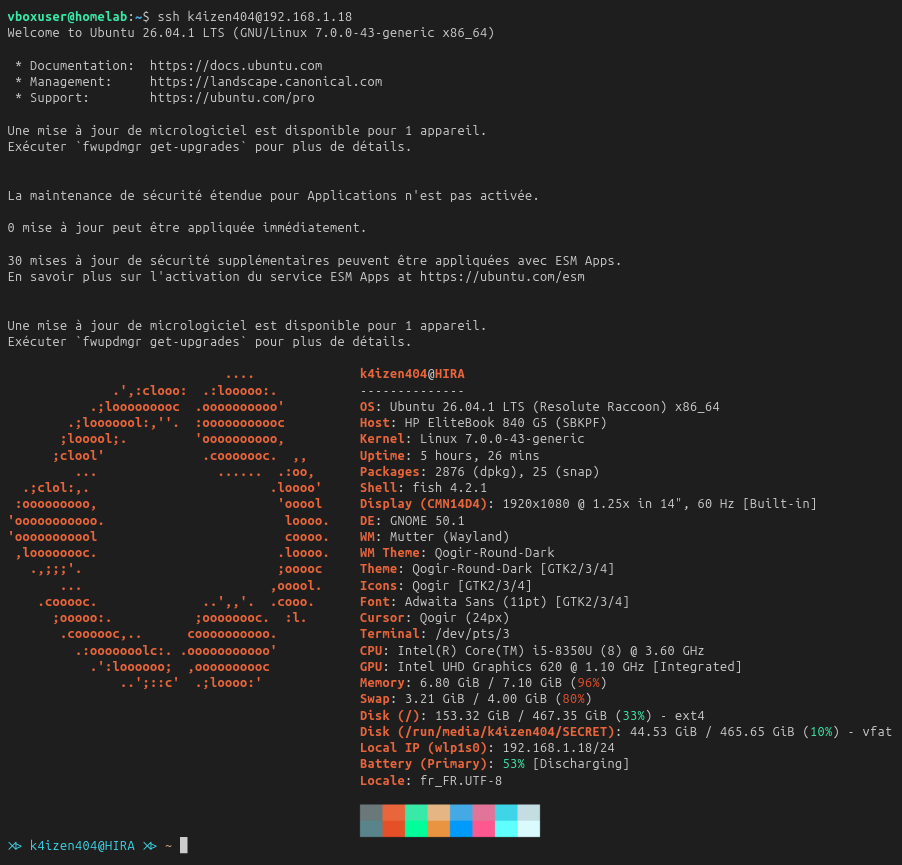 vboxuser@homelab:~$ ssh k4izen404@192.168.1.18
Welcome to Ubuntu 26.04.1 LTS (GNU/Linux 7.0.0-43-generic x86_64)

 * Documentation:  https://docs.ubuntu.com
 * Management:     https://landscape.canonical.com
 * Support:        https://ubuntu.com/pro

Une mise à jour de micrologiciel est disponible pour 1 appareil.
Exécuter `fwupdmgr get-upgrades` pour plus de détails.

La maintenance de sécurité étendue pour Applications n'est pas activée.

0 mise à jour peut être appliquée immédiatement.

30 mises à jour de sécurité supplémentaires peuvent être appliquées avec ESM Apps.
En savoir plus sur l'activation du service ESM Apps at https://ubuntu.com/esm

Une mise à jour de micrologiciel est disponible pour 1 appareil.
Exécuter `fwupdmgr get-upgrades` pour plus de détails.

k4izen404@HIRA
--------------
OS: Ubuntu 26.04.1 LTS (Resolute Raccoon) x86_64
Host: HP EliteBook 840 G5 (SBKPF)
Kernel: Linux 7.0.0-43-generic
Uptime: 5 hours, 26 mins
Packages: 2876 (dpkg), 25 (snap)
Shell: fish 4.2.1
Display (CMN14D4): 1920x1080 @ 1.25x in 14", 60 Hz [Built-in]
DE: GNOME 50.1
WM: Mutter (Wayland)
WM Theme: Qogir-Round-Dark
Theme: Qogir-Round-Dark [GTK2/3/4]
Icons: Qogir [GTK2/3/4]
Font: Adwaita Sans (11pt) [GTK2/3/4]
Cursor: Qogir (24px)
Terminal: /dev/pts/3
CPU: Intel(R) Core(TM) i5-8350U (8) @ 3.60 GHz
GPU: Intel UHD Graphics 620 @ 1.10 GHz [Integrated]
Memory: 6.80 GiB / 7.10 GiB (96%)
Swap: 3.21 GiB / 4.00 GiB (80%)
Disk (/): 153.32 GiB / 467.35 GiB (33%) - ext4
Disk (/run/media/k4izen404/SECRET): 44.53 GiB / 465.65 GiB (10%) - vfat
Local IP (wlp1s0): 192.168.1.18/24
Battery (Primary): 53% [Discharging]
Locale: fr_FR.UTF-8

⋊> k4izen404@HIRA ⋊> ~